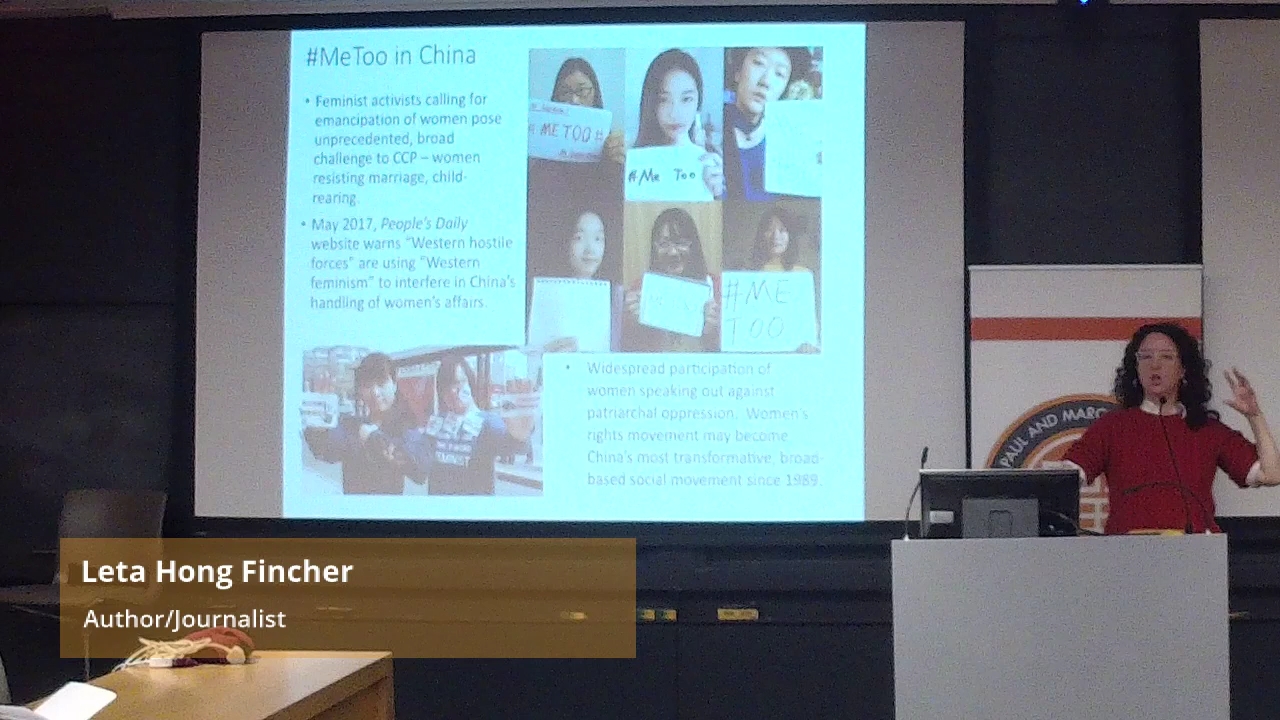 #MeToo in China
• Feminist activists calling for
emancipation of women pose
unprecedented, broad
challenge to CCP – women
resisting marriage, child-
rearing.
• May 2017, People's Daily
website warns "Western hostile
forces" are using "Western
feminism" to interfere in China's
handling of women's affairs.
# ME TOO #
#Me Too
#ME
TOO
• Widespread participation of
women speaking out against
patriarchal oppression. Women's
rights movement may become
China's most transformative, broad-
based social movement since 1989.
PAUL AND MARC
Leta Hong Fincher
Author/Journalist